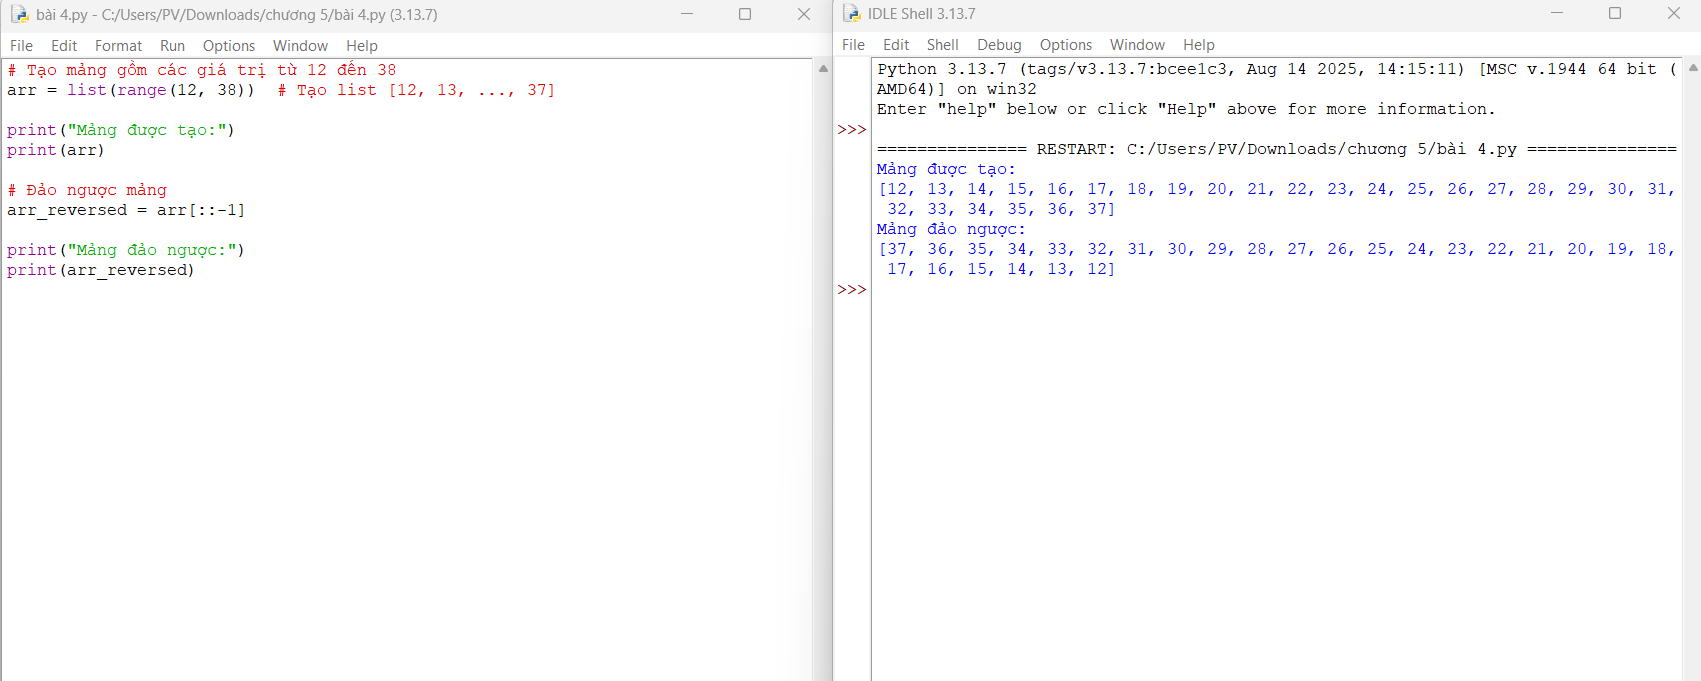 bài 4.py - C:/Users/PV/Downloads/chương 5/bài 4.py (3.13.7)
File Edit Format Run Options Window Help
# Tạo mảng gồm các giá trị từ 12 đến 38
arr = list(range(12, 38))  # Tạo list [12, 13, ..., 37]
print("Mảng được tạo:")
print(arr)
# Đảo ngược mảng
arr_reversed = arr[::-1]
print("Mảng đảo ngược:")
print(arr_reversed)
IDLE Shell 3.13.7
File Edit Shell Debug Options Window Help
Python 3.13.7 (tags/v3.13.7:bcee1c3, Aug 14 2025, 14:15:11) [MSC v.1944 64 bit (
AMD64)] on win32
Enter "help" below or click "Help" above for more information.
>>>
=============== RESTART: C:/Users/PV/Downloads/chương 5/bài 4.py ===============
Mảng được tạo:
[12, 13, 14, 15, 16, 17, 18, 19, 20, 21, 22, 23, 24, 25, 26, 27, 28, 29, 30, 31,
32, 33, 34, 35, 36, 37]
Mảng đảo ngược:
[37, 36, 35, 34, 33, 32, 31, 30, 29, 28, 27, 26, 25, 24, 23, 22, 21, 20, 19, 18,
17, 16, 15, 14, 13, 12]
>>>